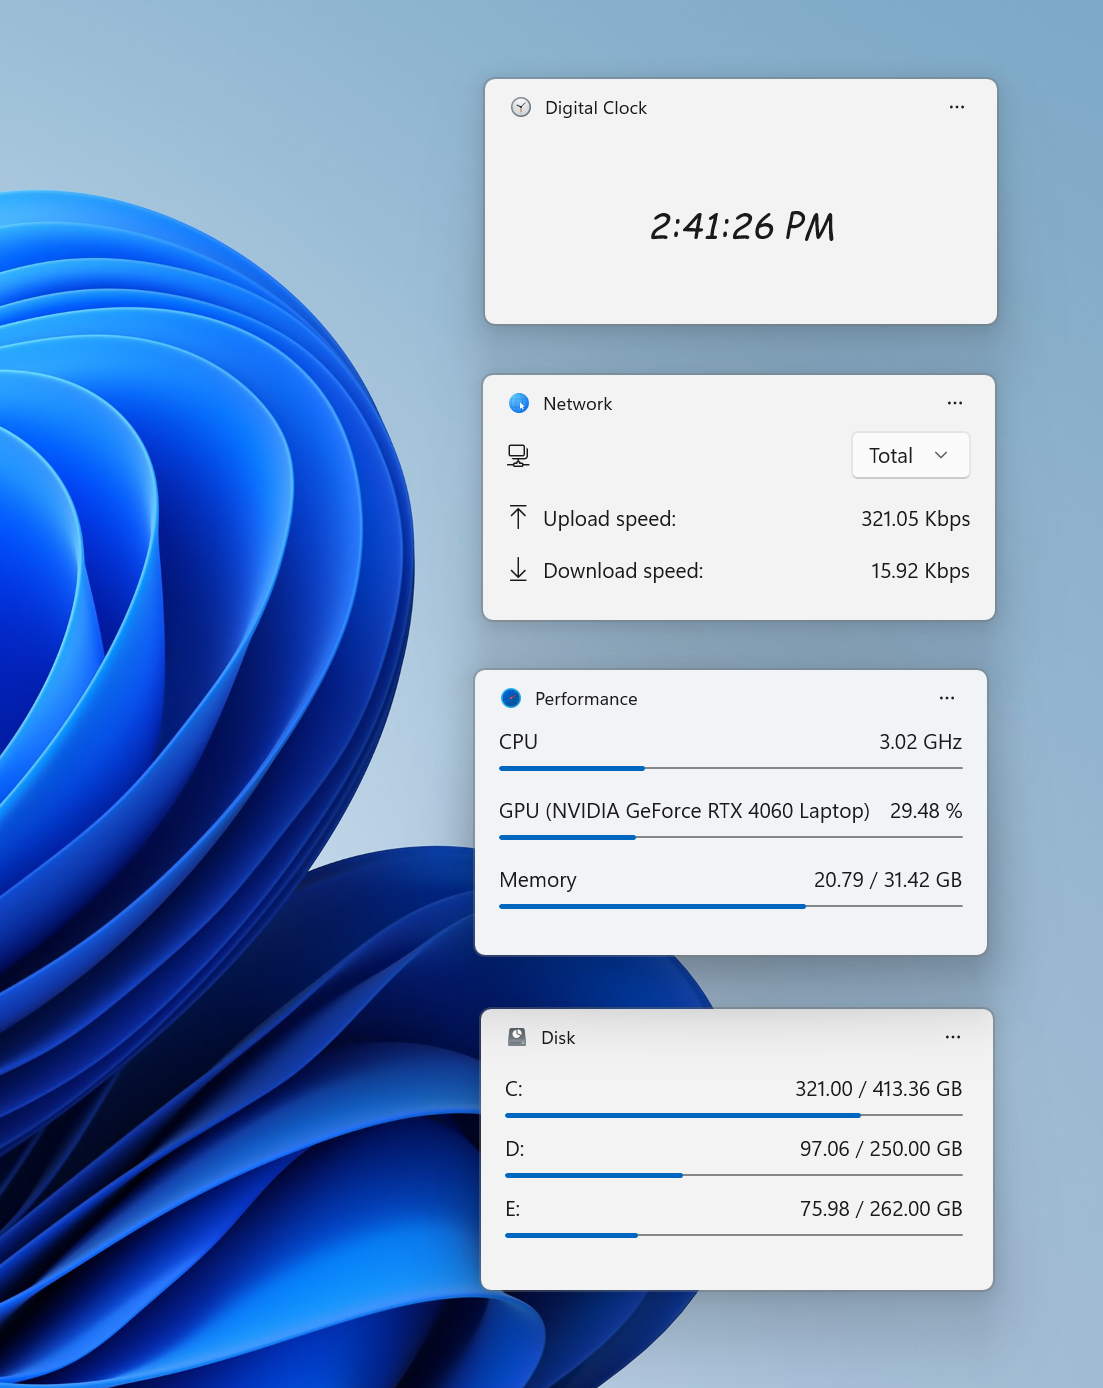 Digital Clock
2:41:26 PM
Network
Total
Upload speed: 321.05 Kbps
Download speed: 15.92 Kbps
Performance
CPU 3.02 GHz
GPU (NVIDIA GeForce RTX 4060 Laptop) 29.48 %
Memory 20.79 / 31.42 GB
Disk
C: 321.00 / 413.36 GB
D: 97.06 / 250.00 GB
E: 75.98 / 262.00 GB